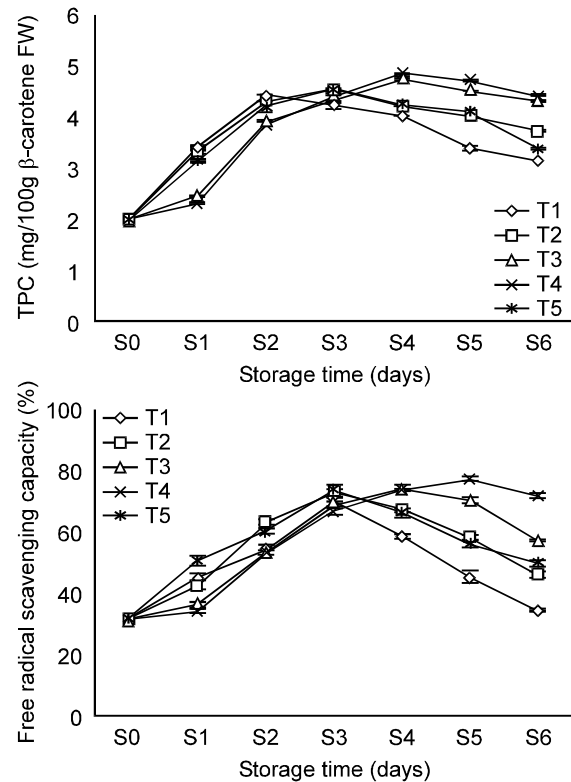 TPC (mg/100g β-carotene FW)
6
5
4
3
2
1
0
T1
T2
T3
T4
T5
S0 S1 S2 S3 S4 S5 S6
Storage time (days)
Free radical scavenging capacity (%)
100
80
60
40
20
0
T1
T2
T3
T4
T5
S0 S1 S2 S3 S4 S5 S6
Storage time (days)